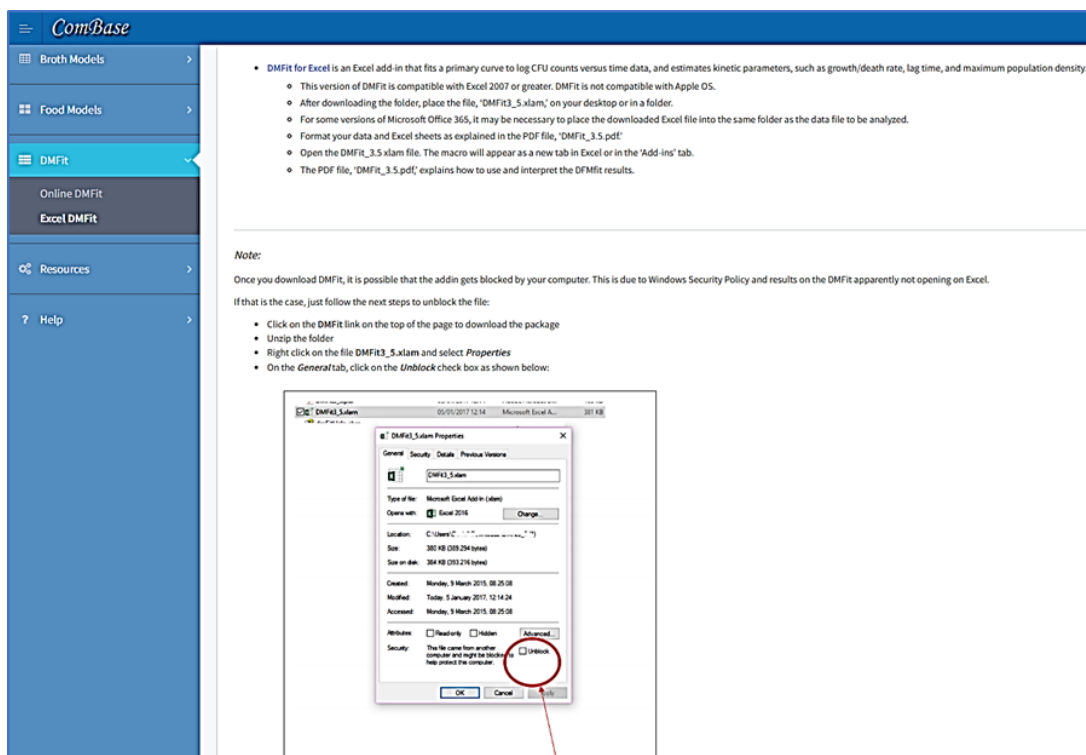 ComBase
Broth Models
Food Models
DMFit
Online DMFit
Excel DMFit
Resources
Help
DMFit for Excel is an Excel add-in that fits a primary curve to log CFU counts versus time data, and estimates kinetic parameters, such as growth/death rate, lag time, and maximum population density.
This version of DMFit is compatible with Excel 2007 or greater. DMFit is not compatible with Apple OS.
After downloading the folder, place the file, 'DMFit3_5.xlam,' on your desktop or in a folder.
For some versions of Microsoft Office 365, it may be necessary to place the downloaded Excel file into the same folder as the data file to be analyzed.
Format your data and Excel sheets as explained in the PDF file, 'DMFit_3.5.pdf.'
Open the DMFit_3.5 xlam file. The macro will appear as a new tab in Excel or in the 'Add-ins' tab.
The PDF file, 'DMFit_3.5.pdf,' explains how to use and interpret the DFMfit results.
Note:
Once you download DMFit, it is possible that the addin gets blocked by your computer. This is due to Windows Security Policy and results on the DMFit apparently not opening on Excel.
If that is the case, just follow the next steps to unblock the file:
Click on the DMFit link on the top of the page to download the package
Unzip the folder
Right click on the file DMFit3_5.xlam and select Properties
On the General tab, click on the Unblock check box as shown below:
DMFit3_5.xlam 05/01/2017 12:14 Microsoft Excel A... 381 KB
DMFit3_5.xlam Properties
General Security Details Previous Versions
DMFit3_5.xlam
Type of file: Microsoft Excel Add-in (.xlam)
Opens with: Excel 2016 Change...
Location: C:\Users\
Size: 380 KB (389.294 bytes)
Size on disk: 384 KB (393.216 bytes)
Created: Monday, 9 March 2015, 08:25:08
Modified: Today, 5 January 2017, 12:14:24
Accessed: Monday, 9 March 2015, 08:25:08
Attributes: Read-only Hidden Advanced...
Security: This file came from another
computer and might be blocked to
help protect this computer.
Unblock
OK Cancel Apply